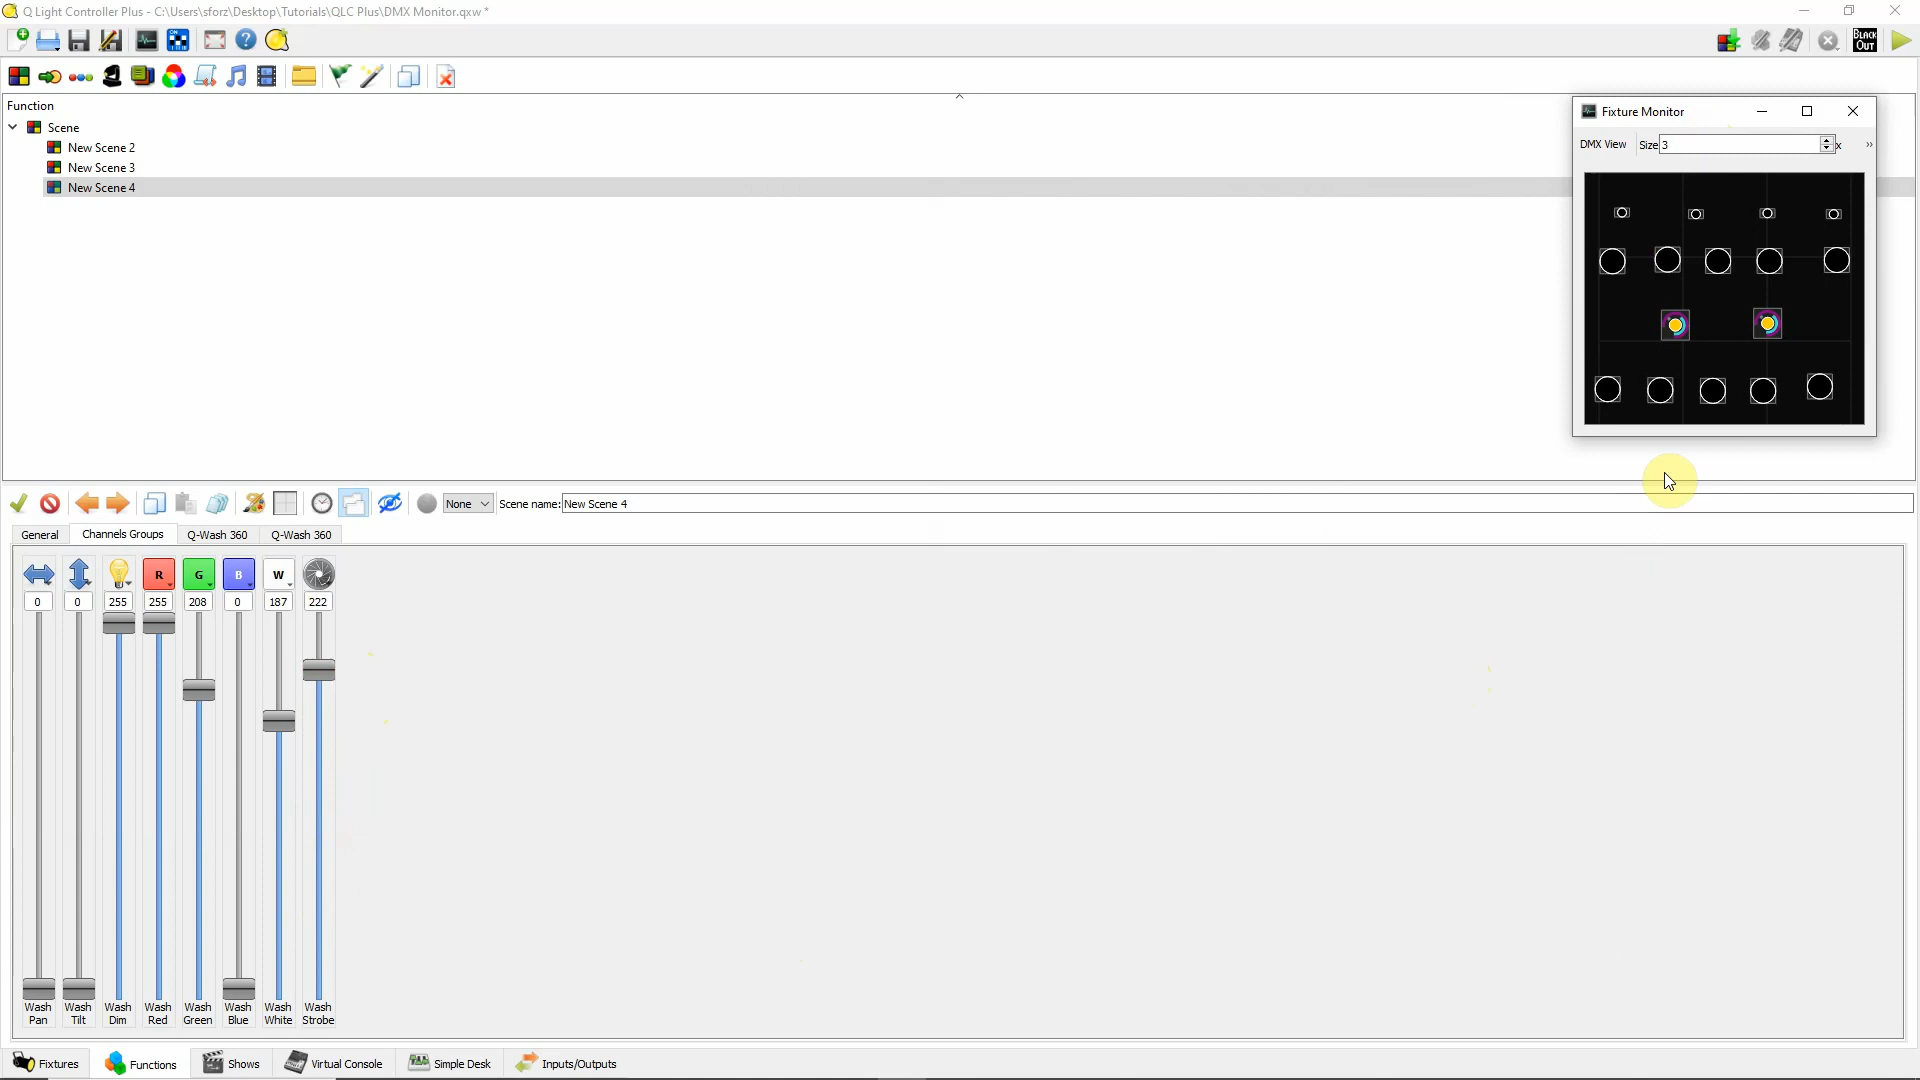 Q Light Controller Plus - C:\Users\sforz\Desktop\Tutorials\QLC Plus\DMX Monitor.qxw *
ON
BLACK
OUT
Function
Scene
New Scene 2
New Scene 3
New Scene 4
Fixture Monitor
DMX View Size 3 x »
None Scene name: New Scene 4
General Channels Groups Q-Wash 360 Q-Wash 360
R G B W
0 0 255 255 208 0 187 222
Wash Wash Wash Wash Wash Wash Wash Wash
Pan Tilt Dim Red Green Blue White Strobe
Fixtures Functions Shows Virtual Console Simple Desk Inputs/Outputs